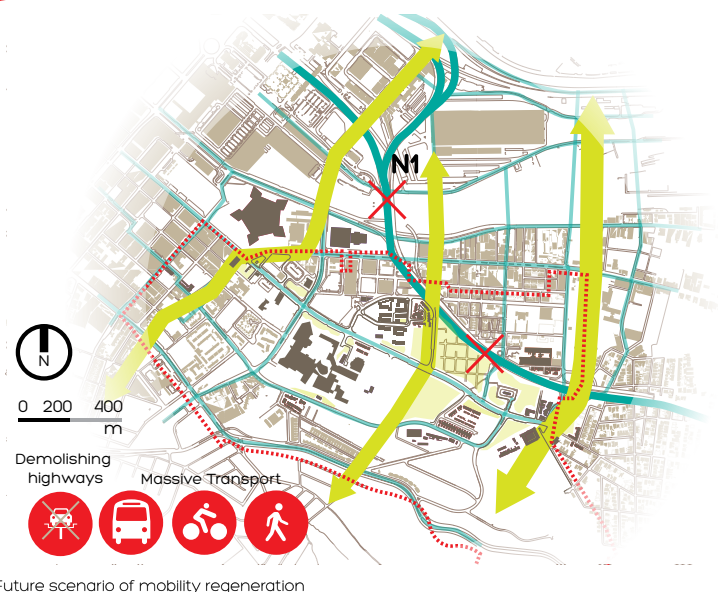 N1
N
0 200 400
m
Demolishing
highways
Massive Transport
Future scenario of mobility regeneration